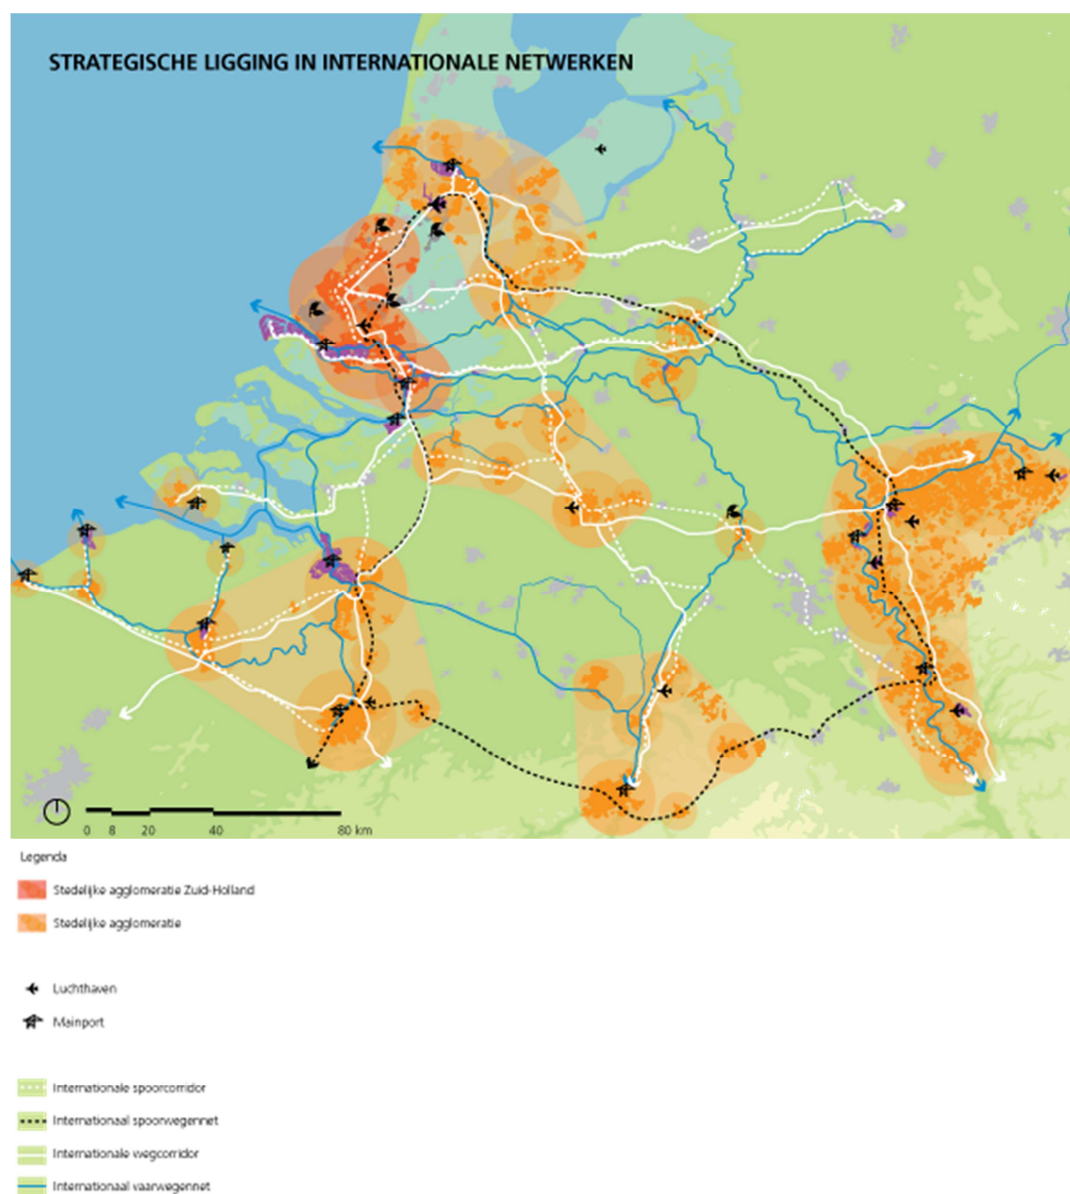 STRATEGISCHE LIGGING IN INTERNATIONALE NETWERKEN
0 8 20 40 80 km
Legenda
Stedelijke agglomeratie Zuid-Holland
Stedelijke agglomeratie
Luchthaven
Mainport
Internationale spoorcorridor
Internationaal spoorwegennet
Internationale wegcorridor
Internationaal vaarwegennet